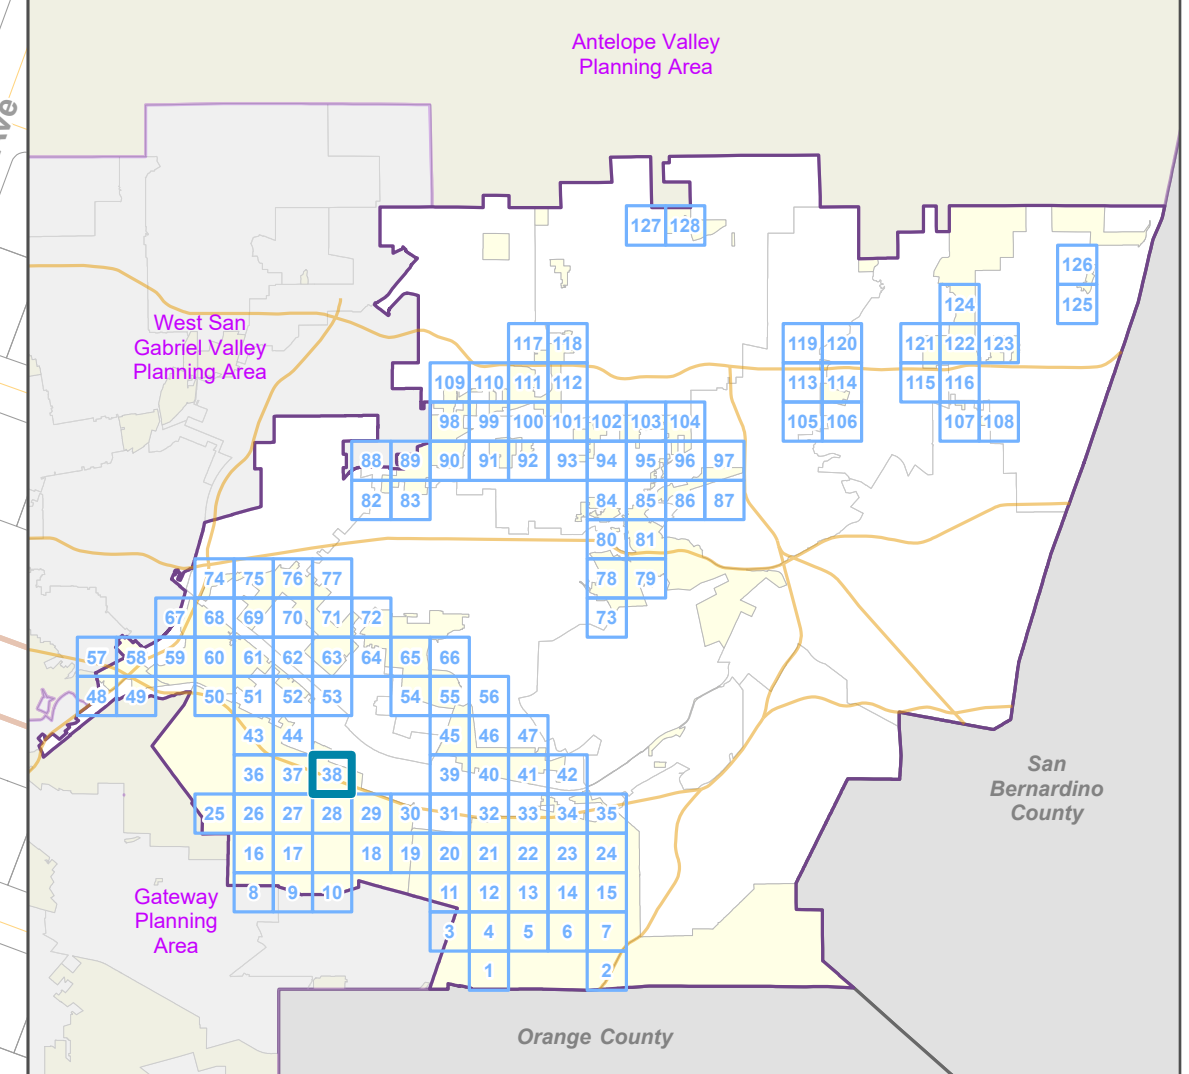 Antelope Valley
Planning Area
Ave
127 128
126
124 125
West San
Gabriel Valley
Planning Area
117 118 119 120 121 122 123
109 110 111 112 113 114 115 116
98 99 100 101 102 103 104 105 106 107 108
88 89 90 91 92 93 94 95 96 97
82 83 84 85 86 87
80 81
74 75 76 77 78 79
67 68 69 70 71 72 73
57 58 59 60 61 62 63 64 65 66
48 49 50 51 52 53 54 55 56
43 44 45 46 47
36 37 38 39 40 41 42
San
Bernardino
County
25 26 27 28 29 30 31 32 33 34 35
16 17 18 19 20 21 22 23 24
Gateway
Planning
Area
8 9 10 11 12 13 14 15
3 4 5 6 7
1 2
Orange County